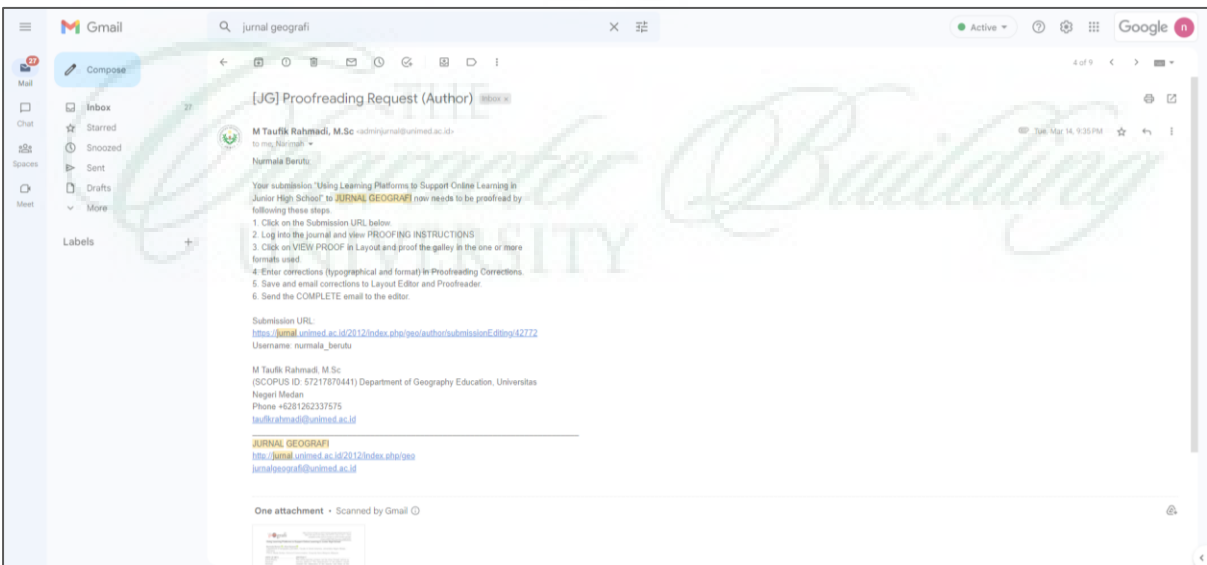 Gmail
jurnal geografi
Active
Google
n
27
Mail
Compose
4 of 9
Inbox 27
[JG] Proofreading Request (Author) Inbox x
Chat
Starred
M Taufik Rahmadi, M.Sc <adminjurnal@unimed.ac.id>
Tue, Mar 14, 9:35 PM
to me, Narimah
Snoozed
Spaces
Nurmala Berutu:
Sent
Drafts
Meet
More
Your submission "Using Learning Platforms to Support Online Learning in
Junior High School" to JURNAL GEOGRAFI now needs to be proofread by
folllowing these steps.
1. Click on the Submission URL below.
2. Log into the journal and view PROOFING INSTRUCTIONS
3. Click on VIEW PROOF in Layout and proof the galley in the one or more
formats used.
4. Enter corrections (typographical and format) in Proofreading Corrections.
5. Save and email corrections to Layout Editor and Proofreader.
6. Send the COMPLETE email to the editor.
Labels +
Submission URL:
https://jurnal.unimed.ac.id/2012/index.php/geo/author/submissionEditing/42772
Username: nurmala_berutu
M Taufik Rahmadi, M.Sc
(SCOPUS ID: 57217870441) Department of Geography Education, Universitas
Negeri Medan
Phone +6281262337575
taufikrahmadi@unimed.ac.id
JURNAL GEOGRAFI
http://jurnal.unimed.ac.id/2012/index.php/geo
jurnalgeografi@unimed.ac.id
One attachment • Scanned by Gmail
THE
Character Building
UNIVERSITY